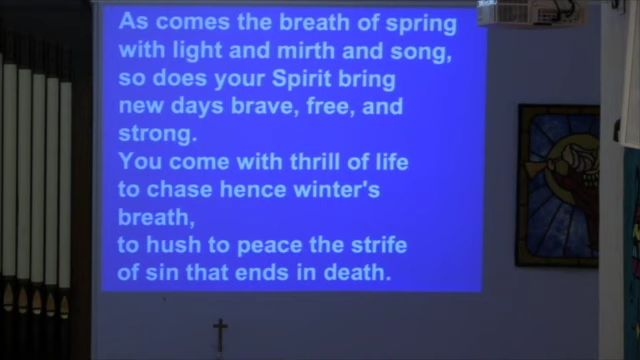 As comes the breath of spring
with light and mirth and song,
so does your Spirit bring
new days brave, free, and
strong.
You come with thrill of life
to chase hence winter's
breath,
to hush to peace the strife
of sin that ends in death.